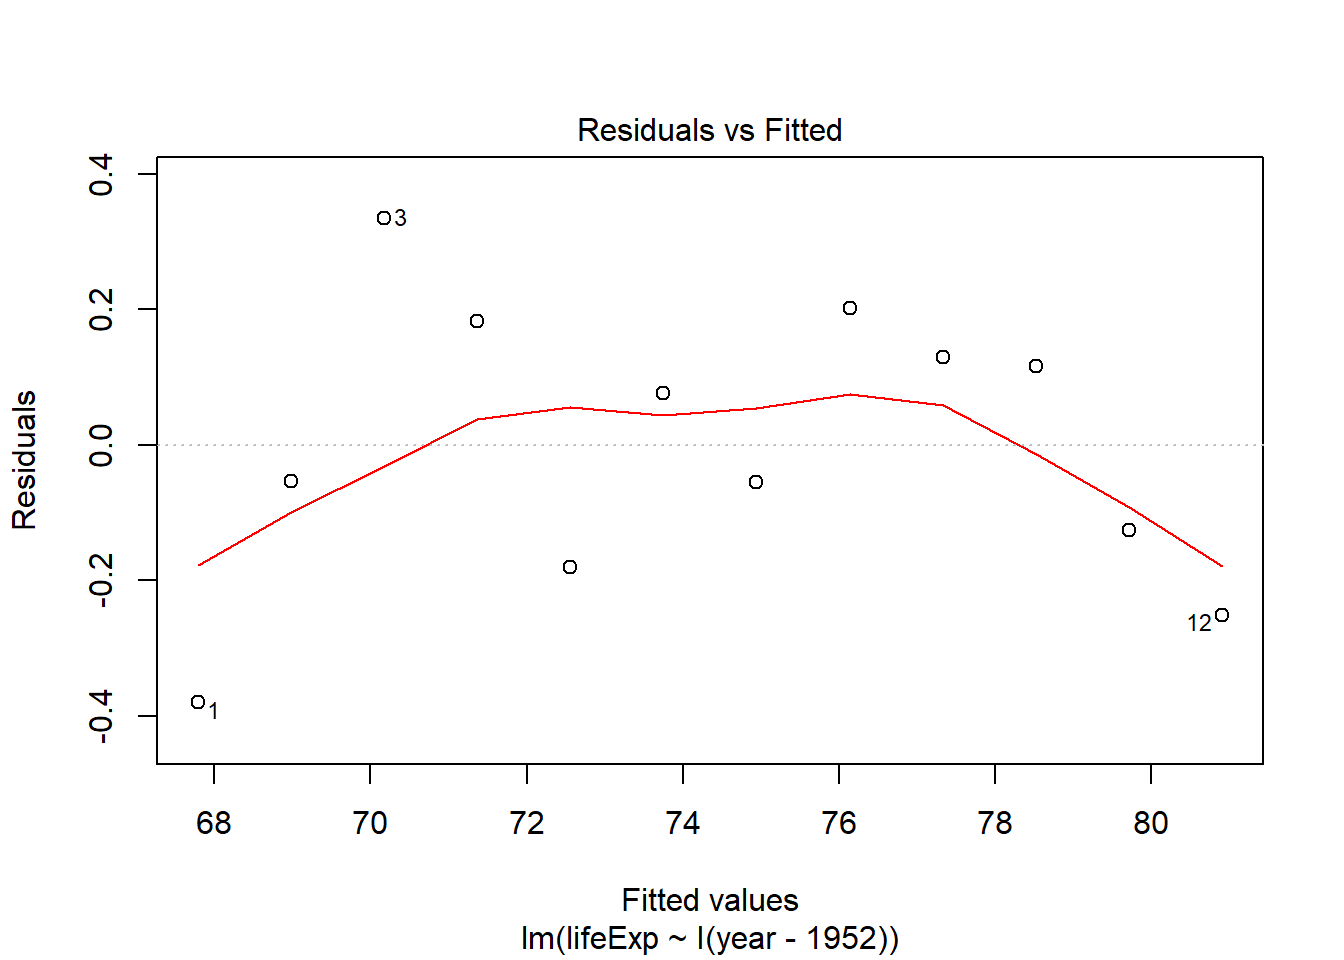 Residuals vs Fitted
0.4
0.2
0.0
-0.2
-0.4
Residuals
3
12
1
68 70 72 74 76 78 80
Fitted values
lm(lifeExp ~ I(year - 1952))